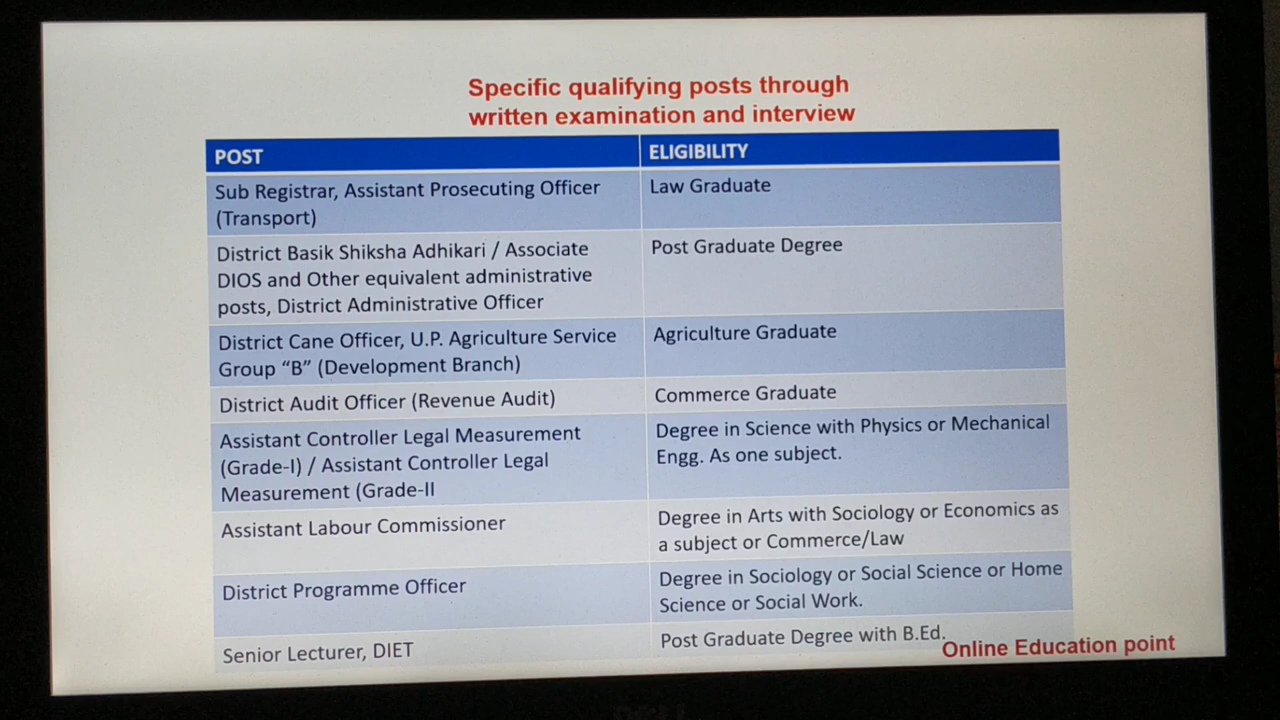 Specific qualifying posts through
written examination and interview
POST
ELIGIBILITY
Sub Registrar, Assistant Prosecuting Officer
(Transport)
Law Graduate
District Basik Shiksha Adhikari / Associate
DIOS and Other equivalent administrative
posts, District Administrative Officer
Post Graduate Degree
District Cane Officer, U.P. Agriculture Service
Group “B” (Development Branch)
Agriculture Graduate
District Audit Officer (Revenue Audit)
Commerce Graduate
Assistant Controller Legal Measurement
(Grade-I) / Assistant Controller Legal
Measurement (Grade-II
Degree in Science with Physics or Mechanical
Engg. As one subject.
Assistant Labour Commissioner
Degree in Arts with Sociology or Economics as
a subject or Commerce/Law
District Programme Officer
Degree in Sociology or Social Science or Home
Science or Social Work.
Senior Lecturer, DIET
Post Graduate Degree with B.Ed.
Online Education point